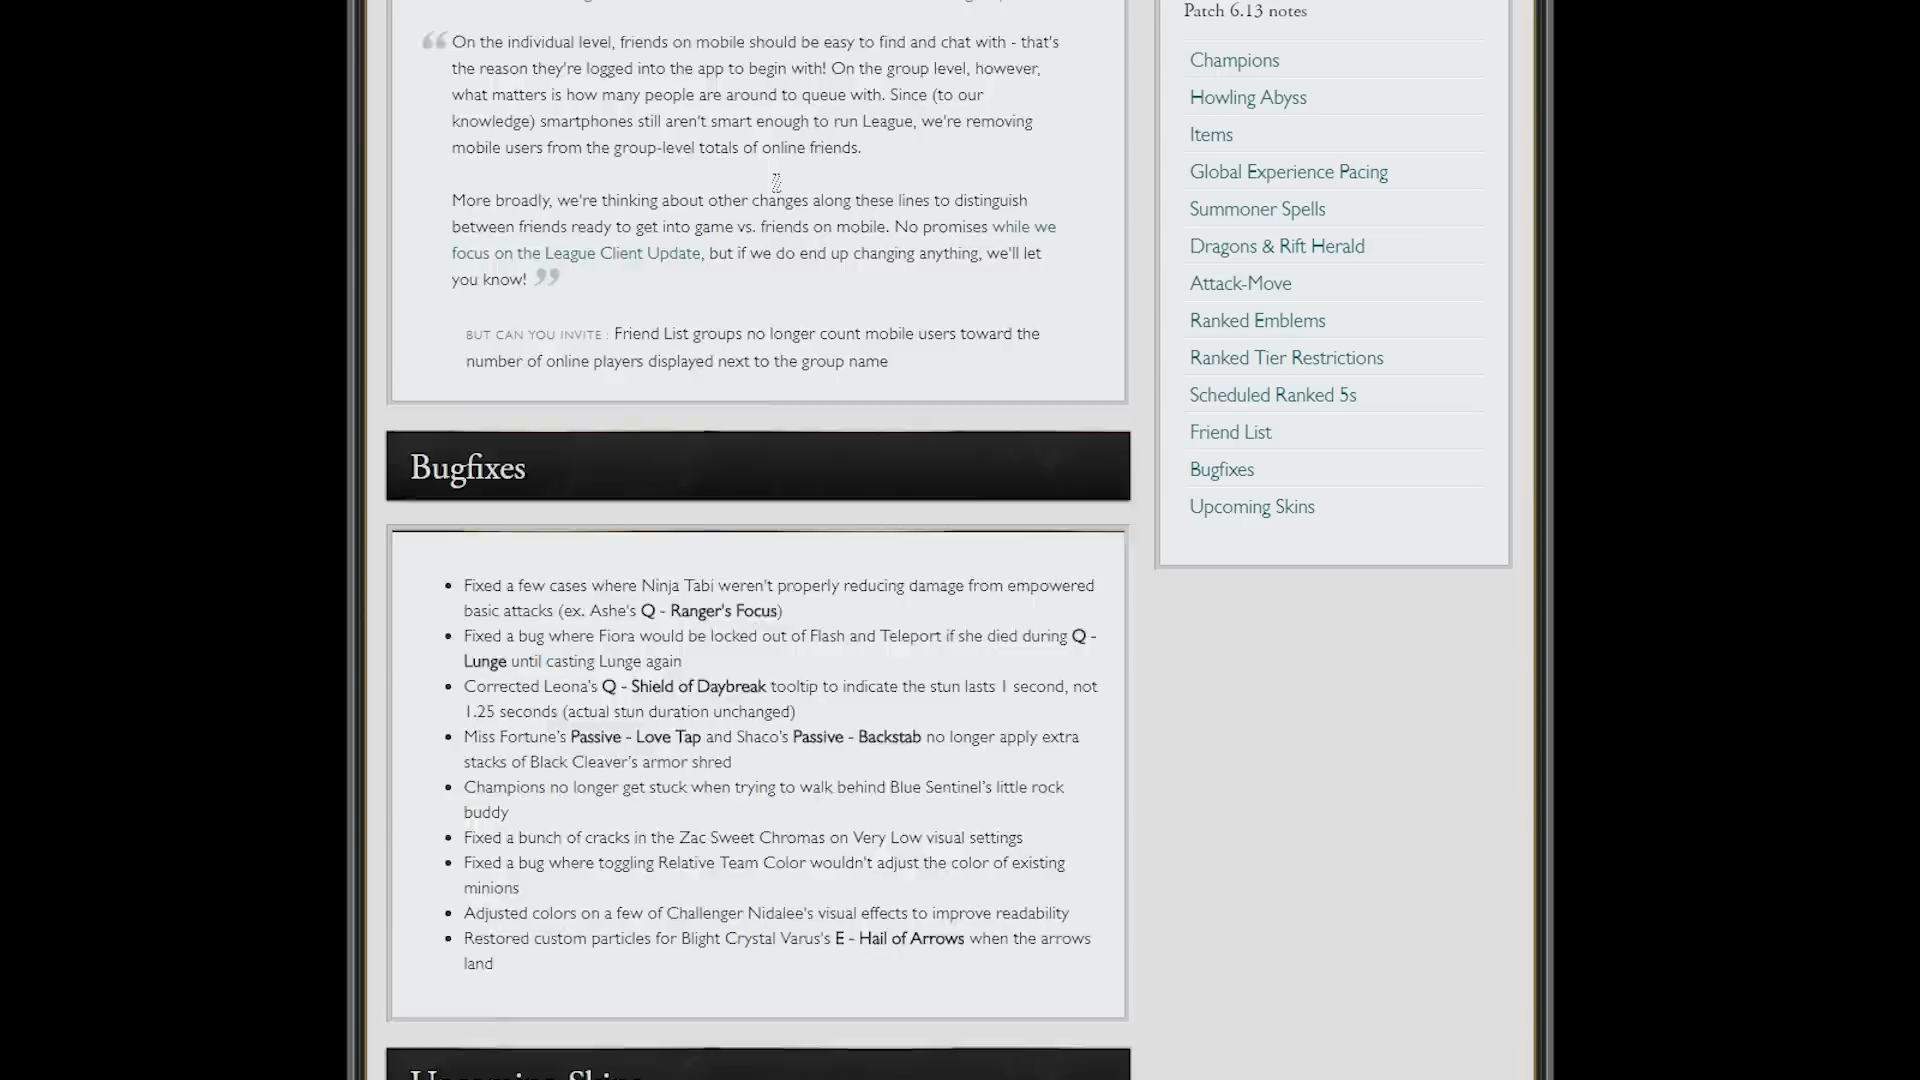 On the individual level, friends on mobile should be easy to find and chat with - that's
the reason they're logged into the app to begin with! On the group level, however,
what matters is how many people are around to queue with. Since (to our
knowledge) smartphones still aren't smart enough to run League, we're removing
mobile users from the group-level totals of online friends.
More broadly, we're thinking about other changes along these lines to distinguish
between friends ready to get into game vs. friends on mobile. No promises while we
focus on the League Client Update, but if we do end up changing anything, we'll let
you know!
BUT CAN YOU INVITE : Friend List groups no longer count mobile users toward the
number of online players displayed next to the group name
Bugfixes
• Fixed a few cases where Ninja Tabi weren't properly reducing damage from empowered
basic attacks (ex. Ashe's Q - Ranger's Focus)
• Fixed a bug where Fiora would be locked out of Flash and Teleport if she died during Q -
Lunge until casting Lunge again
• Corrected Leona's Q - Shield of Daybreak tooltip to indicate the stun lasts 1 second, not
1.25 seconds (actual stun duration unchanged)
• Miss Fortune's Passive - Love Tap and Shaco's Passive - Backstab no longer apply extra
stacks of Black Cleaver's armor shred
• Champions no longer get stuck when trying to walk behind Blue Sentinel's little rock
buddy
• Fixed a bunch of cracks in the Zac Sweet Chromas on Very Low visual settings
• Fixed a bug where toggling Relative Team Color wouldn't adjust the color of existing
minions
• Adjusted colors on a few of Challenger Nidalee's visual effects to improve readability
• Restored custom particles for Blight Crystal Varus's E - Hail of Arrows when the arrows
land
Upcoming Skins
Patch 6.13 notes
Champions
Howling Abyss
Items
Global Experience Pacing
Summoner Spells
Dragons & Rift Herald
Attack-Move
Ranked Emblems
Ranked Tier Restrictions
Scheduled Ranked 5s
Friend List
Bugfixes
Upcoming Skins